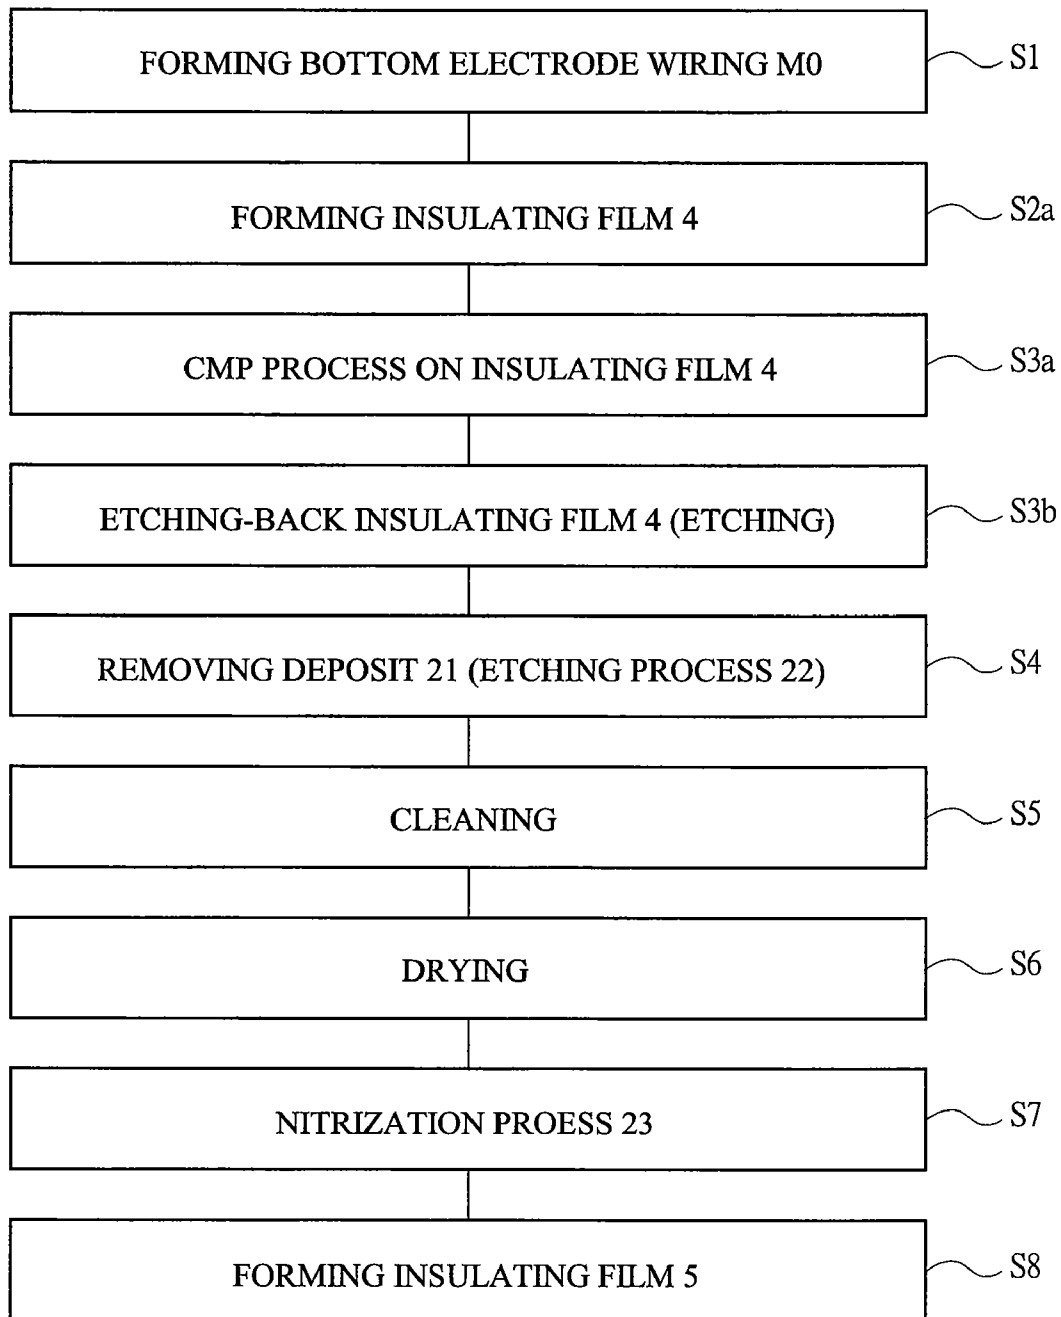 FORMING BOTTOM ELECTRODE WIRING M0
S1
FORMING INSULATING FILM 4
S2a
CMP PROCESS ON INSULATING FILM 4
S3a
ETCHING-BACK INSULATING FILM 4 (ETCHING)
S3b
REMOVING DEPOSIT 21 (ETCHING PROCESS 22)
S4
CLEANING
S5
DRYING
S6
NITRIZATION PROESS 23
S7
FORMING INSULATING FILM 5
S8